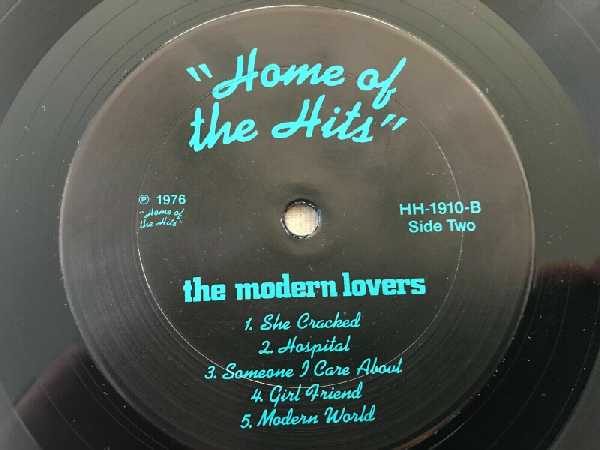 "Home of
the Hits"
℗ 1976
"Home of
the Hits"
HH-1910-B
Side Two
the modern lovers
1. She Cracked
2. Hospital
3. Someone I Care About
4. Girl Friend
5. Modern World